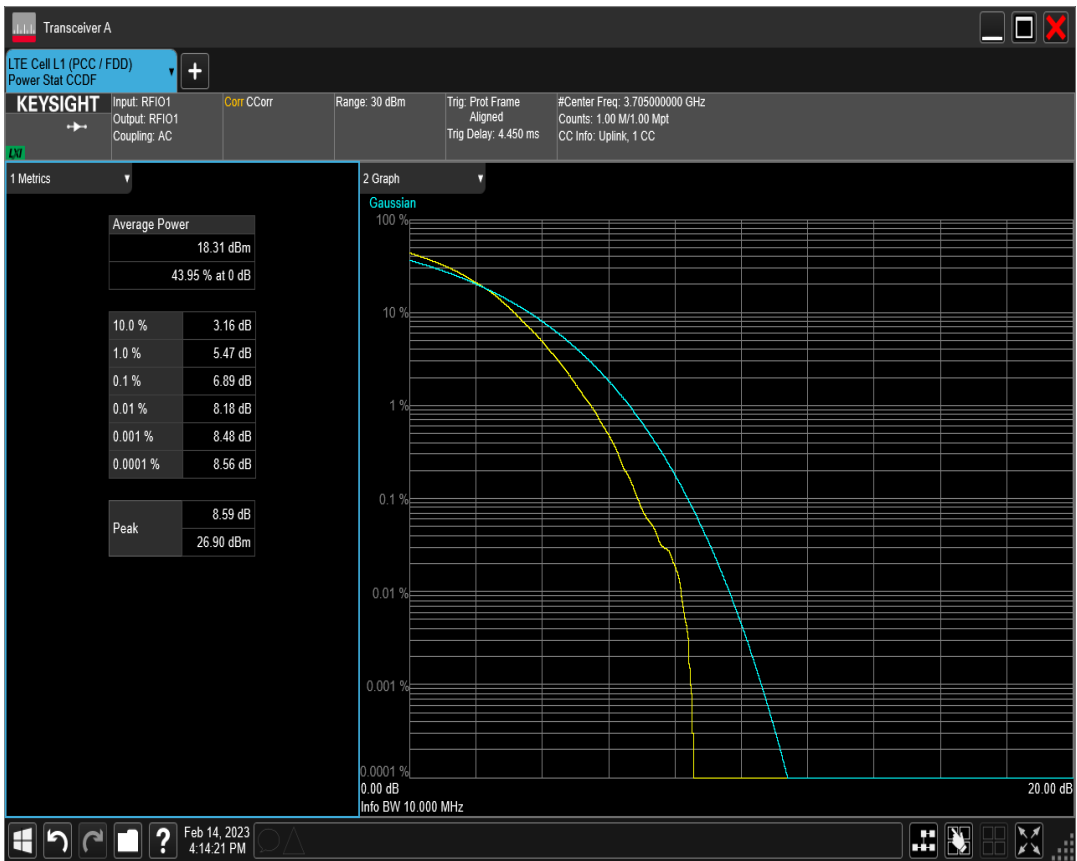 Transceiver A
LTE Cell L1 (PCC / FDD)
Power Stat CCDF
+
KEYSIGHT
LXI
Input: RFIO1
Output: RFIO1
Coupling: AC
Corr CCorr
Range: 30 dBm
Trig: Prot Frame
Aligned
Trig Delay: 4.450 ms
#Center Freq: 3.705000000 GHz
Counts: 1.00 M/1.00 Mpt
CC Info: Uplink, 1 CC
1 Metrics
Average Power
18.31 dBm
43.95 % at 0 dB
10.0 % 3.16 dB
1.0 % 5.47 dB
0.1 % 6.89 dB
0.01 % 8.18 dB
0.001 % 8.48 dB
0.0001 % 8.56 dB
Peak
8.59 dB
26.90 dBm
2 Graph
Gaussian
100 %
10 %
1 %
0.1 %
0.01 %
0.001 %
0.0001 %
0.00 dB 20.00 dB
Info BW 10.000 MHz
?
Feb 14, 2023
4:14:21 PM